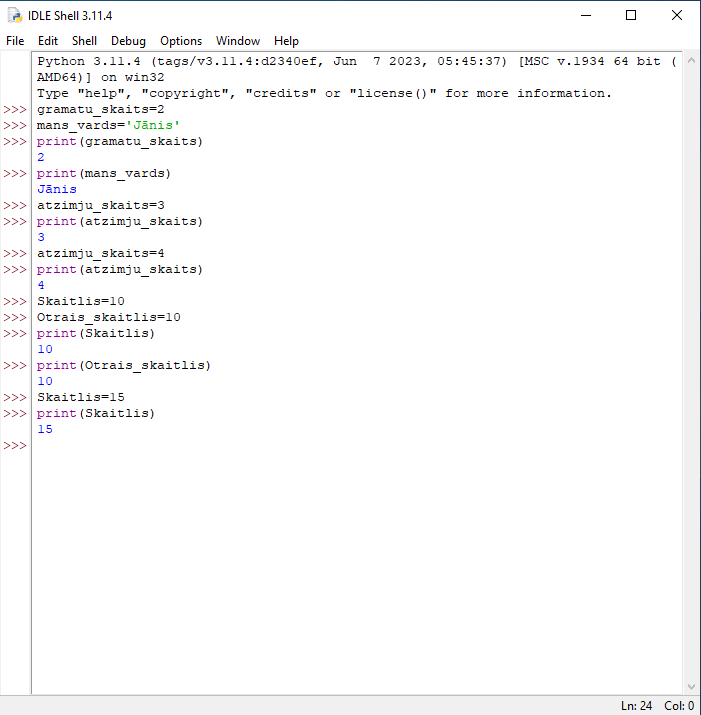 IDLE Shell 3.11.4
File Edit Shell Debug Options Window Help
Python 3.11.4 (tags/v3.11.4:d2340ef, Jun  7 2023, 05:45:37) [MSC v.1934 64 bit (
AMD64)] on win32
Type "help", "copyright", "credits" or "license()" for more information.
>>> gramatu_skaits=2
>>> mans_vards='Jānis'
>>> print(gramatu_skaits)
2
>>> print(mans_vards)
Jānis
>>> atzimju_skaits=3
>>> print(atzimju_skaits)
3
>>> atzimju_skaits=4
>>> print(atzimju_skaits)
4
>>> Skaitlis=10
>>> Otrais_skaitlis=10
>>> print(Skaitlis)
10
>>> print(Otrais_skaitlis)
10
>>> Skaitlis=15
>>> print(Skaitlis)
15
>>>
Ln: 24 Col: 0